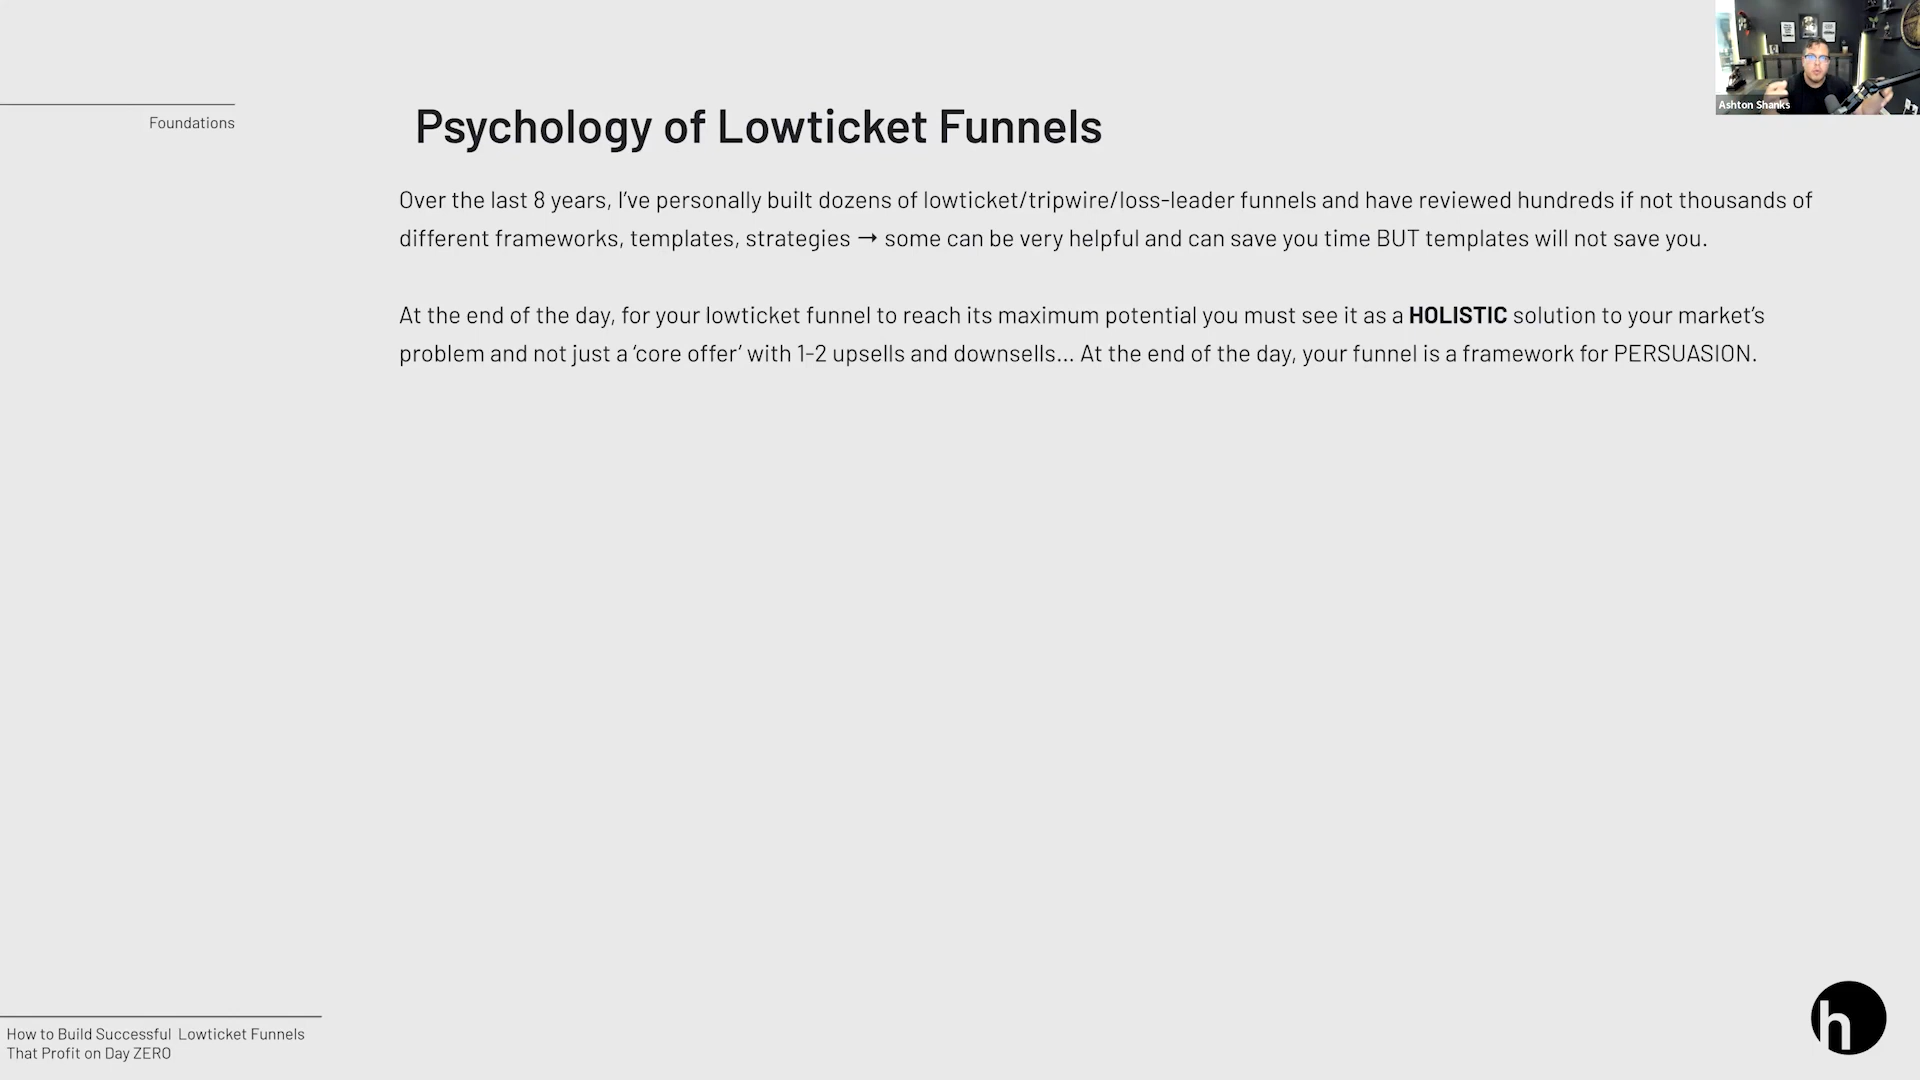 Ashton Shanks
Foundations
Psychology of Lowticket Funnels
Over the last 8 years, I’ve personally built dozens of lowticket/tripwire/loss-leader funnels and have reviewed hundreds if not thousands of
different frameworks, templates, strategies → some can be very helpful and can save you time BUT templates will not save you.
At the end of the day, for your lowticket funnel to reach its maximum potential you must see it as a HOLISTIC solution to your market’s
problem and not just a ‘core offer’ with 1-2 upsells and downsells... At the end of the day, your funnel is a framework for PERSUASION.
How to Build Successful Lowticket Funnels
That Profit on Day ZERO
h